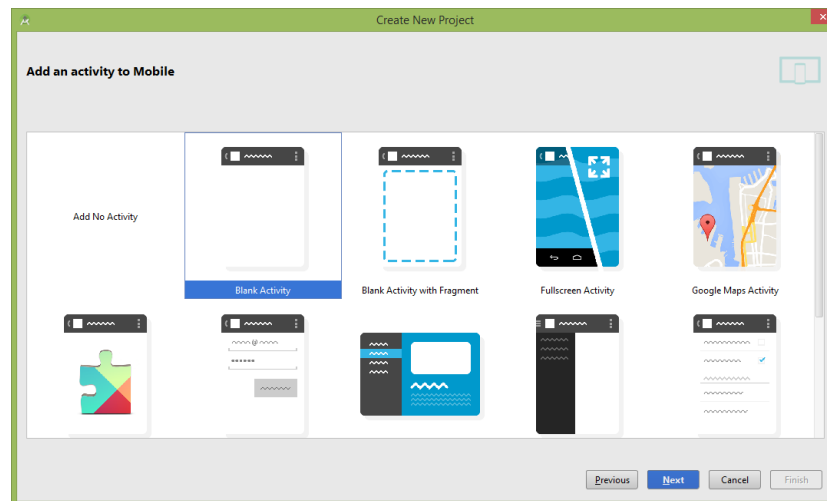 Create New Project
Add an activity to Mobile
Add No Activity
Blank Activity
Blank Activity with Fragment
Fullscreen Activity
Google Maps Activity
Previous
Next
Cancel
Finish